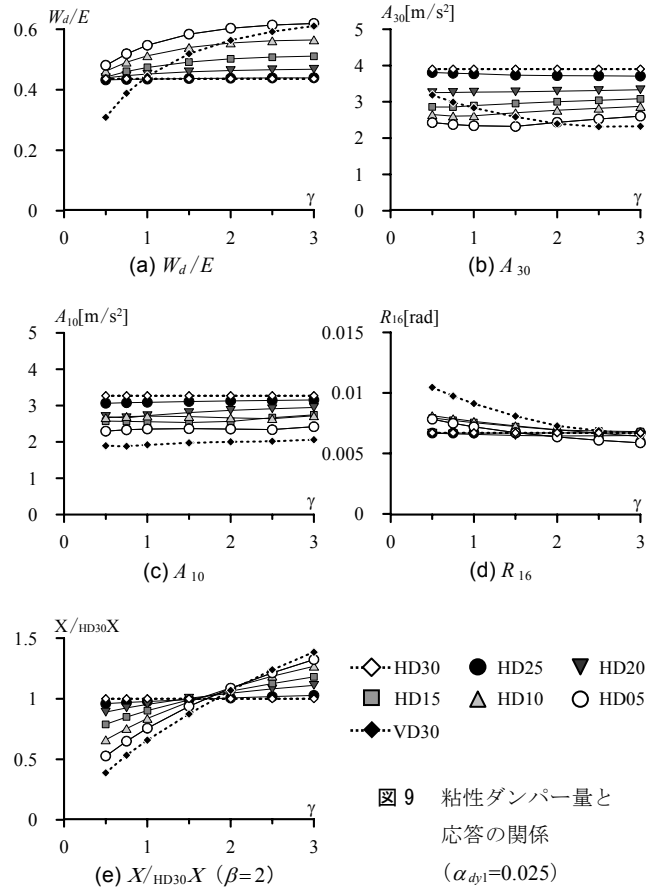 W_d/E
0.6
0.4
0.2
0
0 1 2 3
γ
(a) W_d/E
A_30[m/s²]
5
4
3
2
1
0
0 1 2 3
γ
(b) A_30
A_10[m/s²]
5
4
3
2
1
0
0 1 2 3
γ
(c) A_10
R_16[rad]
0.015
0.01
0.005
0
0 1 2 3
γ
(d) R_16
X/_HD30X
1.5
1
0.5
0
0 1 2 3
γ
(e) X/_HD30X (β=2)
HD30 HD25 HD20
HD15 HD10 HD05
VD30
図 9 粘性ダンパー量と
応答の関係
(α_dy1=0.025)